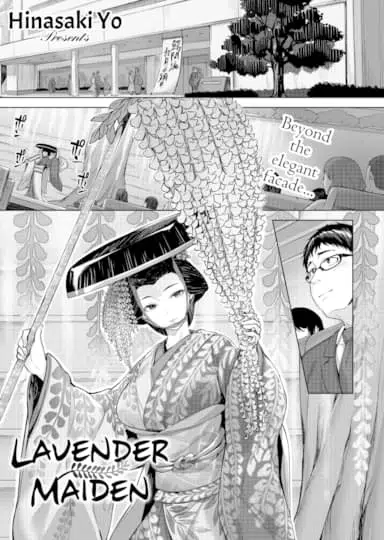 Hinasaki Yo
Presents
Beyond
the
elegant
facade...
LAVENDER
MAIDEN